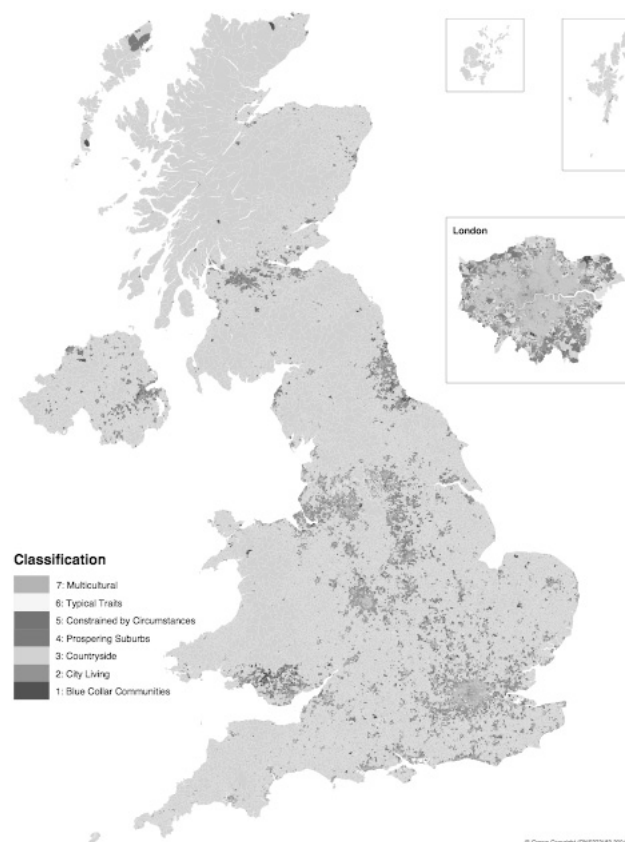 London
Classification
7: Multicultural
6: Typical Traits
5: Constrained by Circumstances
4: Prospering Suburbs
3: Countryside
2: City Living
1: Blue Collar Communities